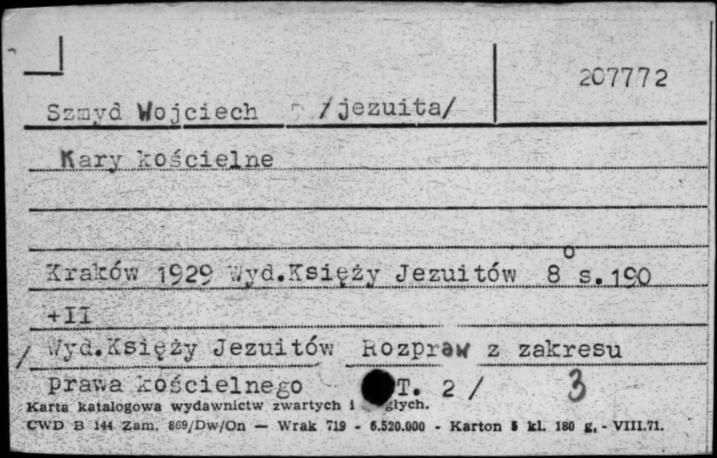 207772
Szmyd Wojciech /jezuita/
Kary kościelne
Kraków 1929 Wyd.Księży Jezuitów 8° s.190
+II
/ Wyd.Księży Jezuitów Rozpraw z zakresu
prawa kościelnego T. 2 / 3
Karta katalogowa wydawnictw zwartych i głych.
CWD B 144 Zam. 869/Dw/On — Wrak 719 - 6.520.000 - Karton kl. 180 g. - VIII.71.